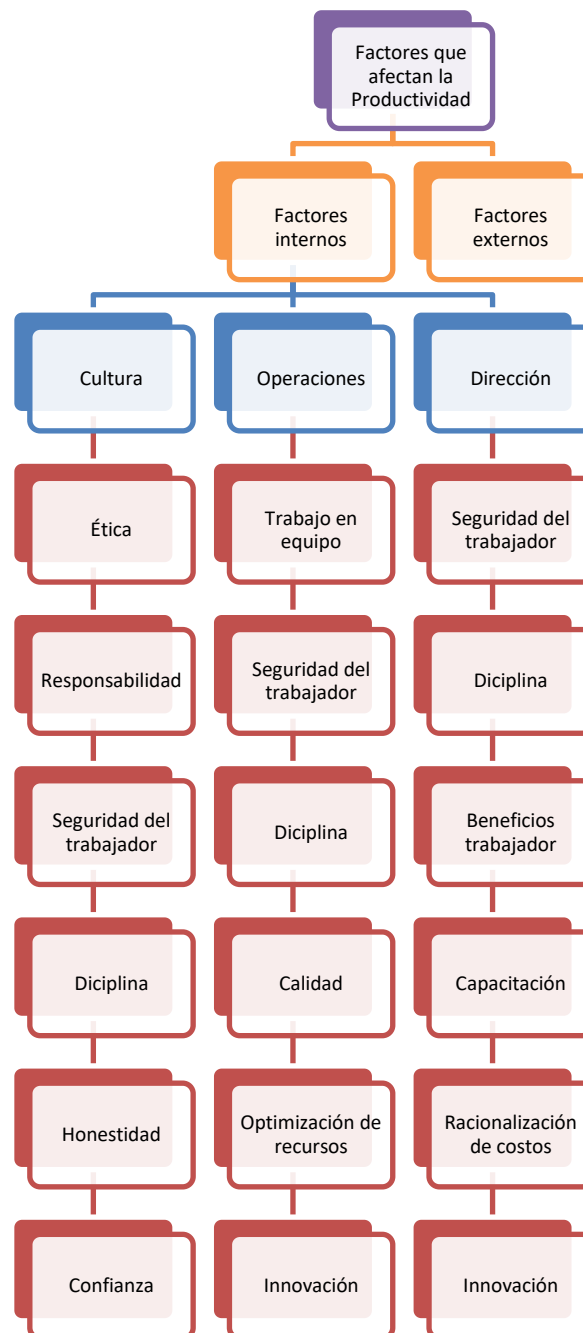 Factores que
afectan la
Productividad
Factores
internos
Factores
externos
Cultura
Operaciones
Dirección
Ética
Trabajo en
equipo
Seguridad del
trabajador
Responsabilidad
Seguridad del
trabajador
Diciplina
Seguridad del
trabajador
Diciplina
Beneficios
trabajador
Diciplina
Calidad
Capacitación
Honestidad
Optimización de
recursos
Racionalización
de costos
Confianza
Innovación
Innovación